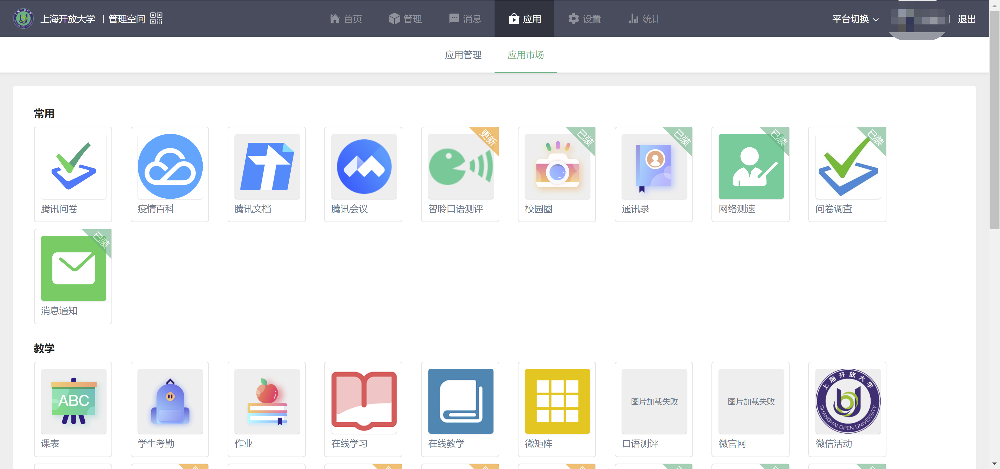 上海开放大学 | 管理空间
首页
管理
消息
应用
设置
统计
平台切换
退出
应用管理
应用市场
常用
腾讯问卷
疫情百科
腾讯文档
腾讯会议
更新
智聆口语测评
已装
校园圈
已装
通讯录
已装
网络测速
已装
问卷调查
已装
消息通知
教学
ABC
课表
学生考勤
作业
在线学习
在线教学
微矩阵
图片加载失败
口语测评
图片加载失败
微官网
上海开放大学
SHANGHAI OPEN UNIVERSITY
微信活动